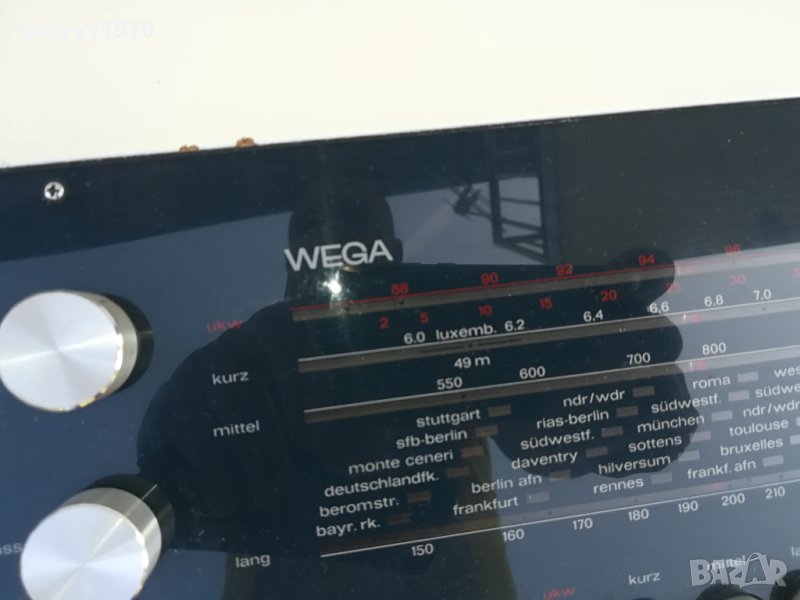 sonyyy1970
WEGA
88 90 92 94 96
ukw 2 5 10 15 20 25 30
6.0 luxemb. 6.2 6.4 6.6 6.8 7.0
kurz 49 m
550 600 700 800
mittel stuttgart ndr/wdr roma
sfb-berlin rias-berlin südwestf.
monte ceneri südwestf. münchen ndr/wdr
deutschlandfk. daventry sottens toulouse
beromstr. berlin afn hilversum bruxelles
bayr. rk. frankfurt rennes frankf. afn
lang 150 160 170 180 190 200 210
ukw kurz mittel
BAZAR